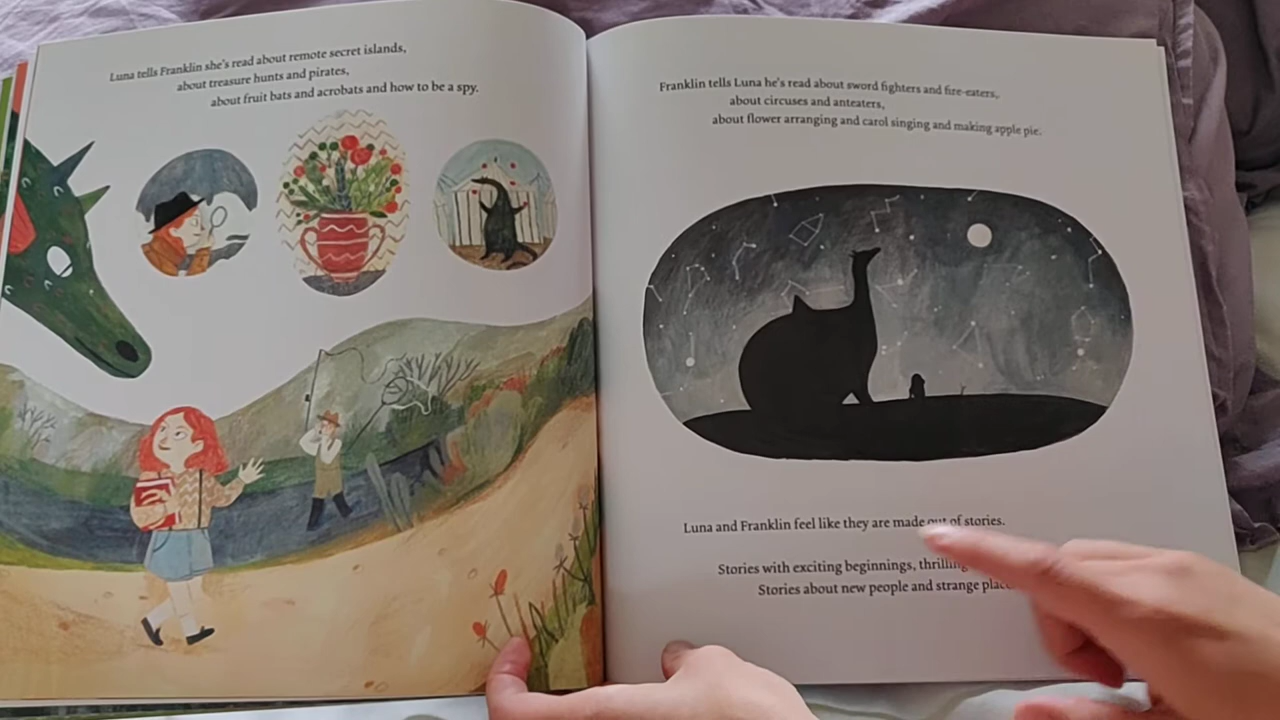 Luna tells Franklin she's read about remote secret islands,
about treasure hunts and pirates,
about fruit bats and acrobats and how to be a spy.
Franklin tells Luna he's read about sword fighters and fire-eaters,
about circuses and anteaters,
about flower arranging and carol singing and making apple pie.
Luna and Franklin feel like they are made out of stories.
Stories with exciting beginnings, thrilling
Stories about new people and strange